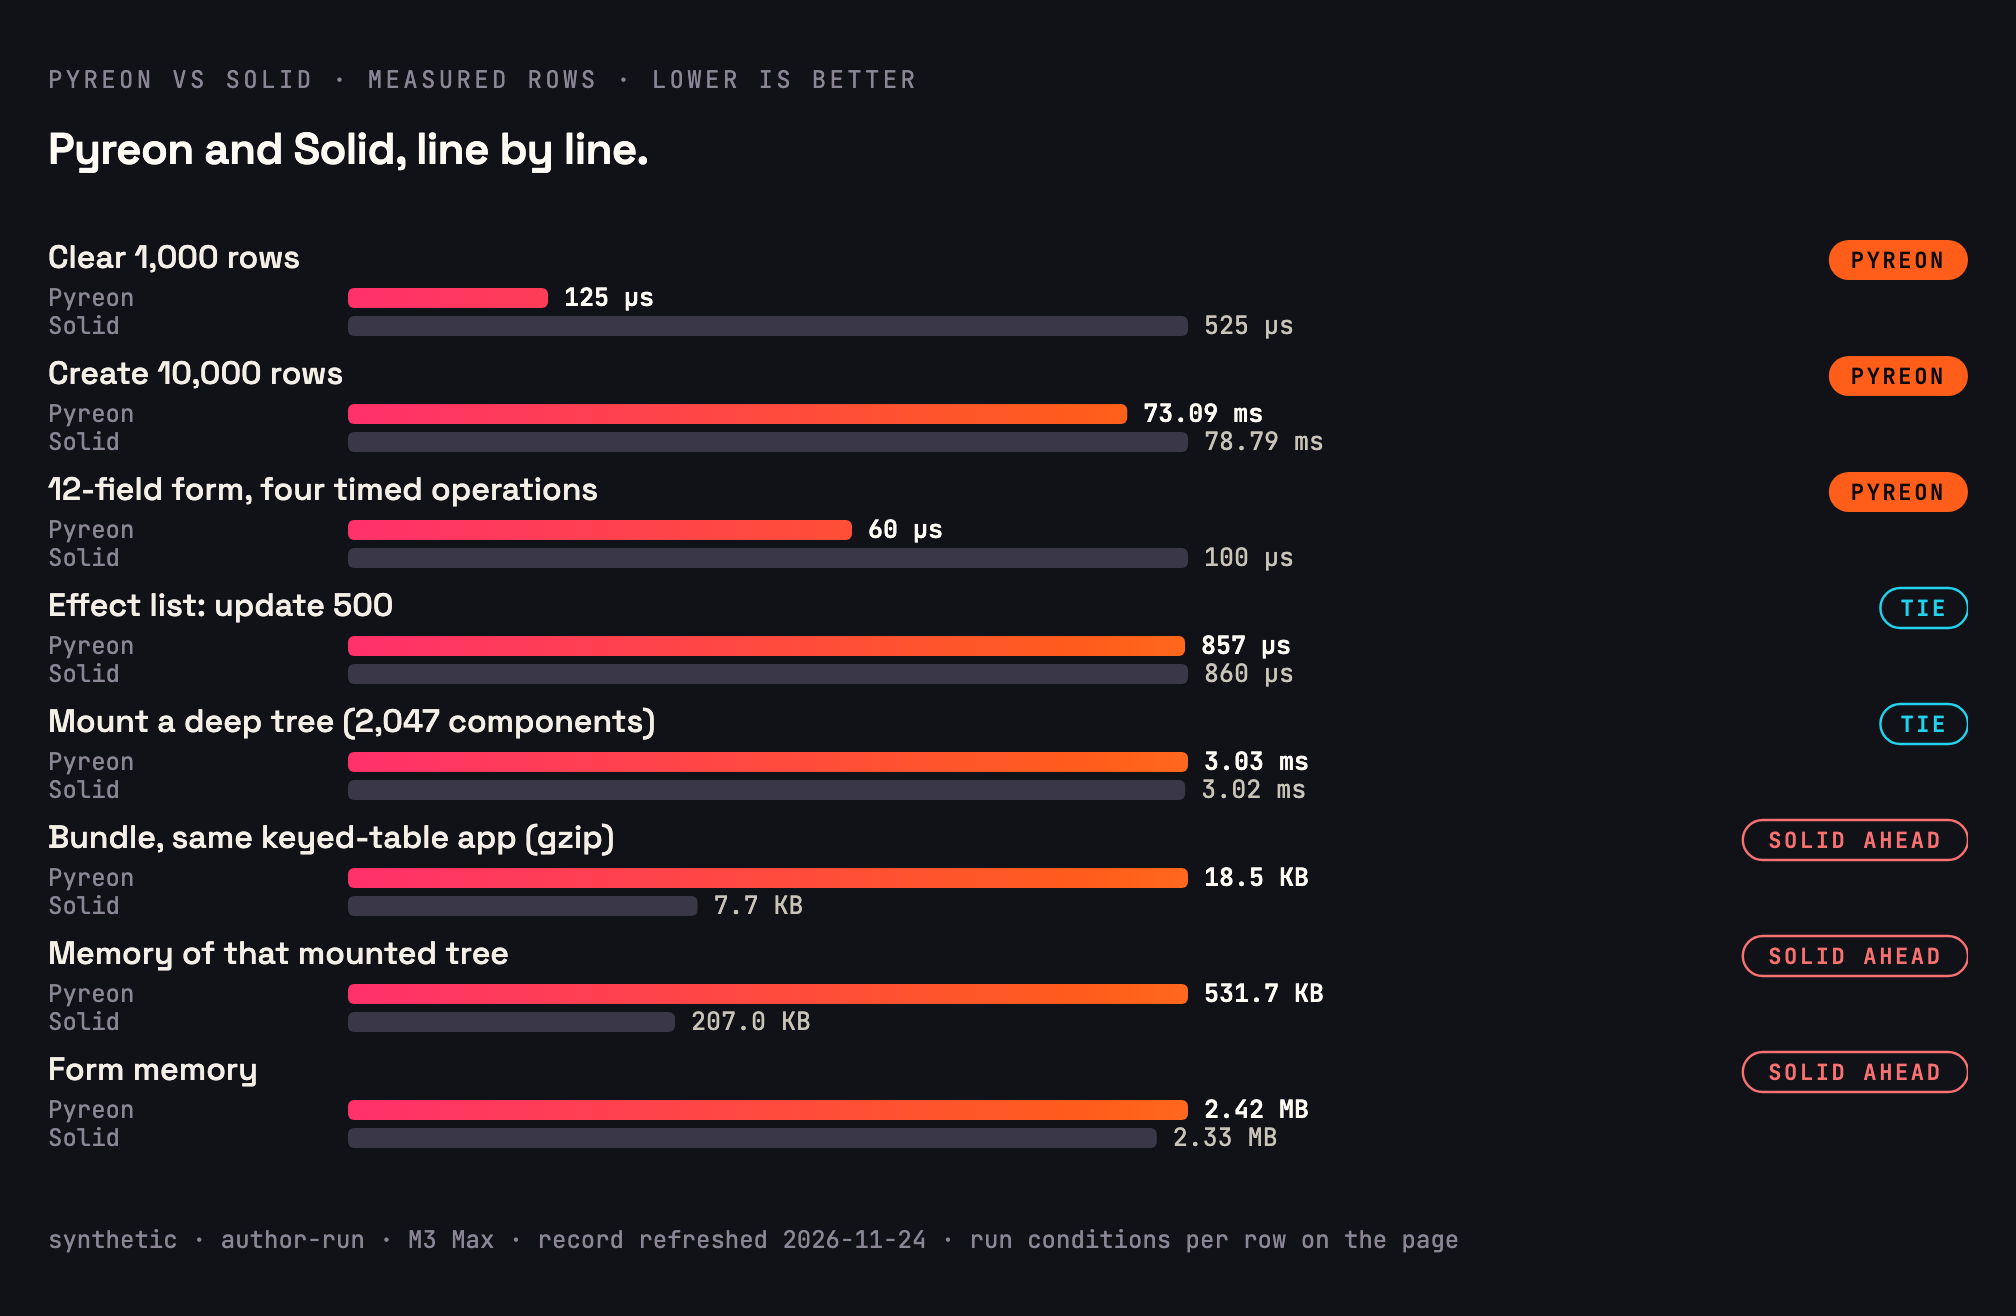 PYREON VS SOLID · MEASURED ROWS · LOWER IS BETTER
Pyreon and Solid, line by line.
Clear 1,000 rows
PYREON
Pyreon
125 µs
Solid
525 µs
Create 10,000 rows
PYREON
Pyreon
73.09 ms
Solid
78.79 ms
12-field form, four timed operations
PYREON
Pyreon
60 µs
Solid
100 µs
Effect list: update 500
TIE
Pyreon
857 µs
Solid
860 µs
Mount a deep tree (2,047 components)
TIE
Pyreon
3.03 ms
Solid
3.02 ms
Bundle, same keyed-table app (gzip)
SOLID AHEAD
Pyreon
18.5 KB
Solid
7.7 KB
Memory of that mounted tree
SOLID AHEAD
Pyreon
531.7 KB
Solid
207.0 KB
Form memory
SOLID AHEAD
Pyreon
2.42 MB
Solid
2.33 MB
synthetic · author-run · M3 Max · record refreshed 2026-11-24 · run conditions per row on the page